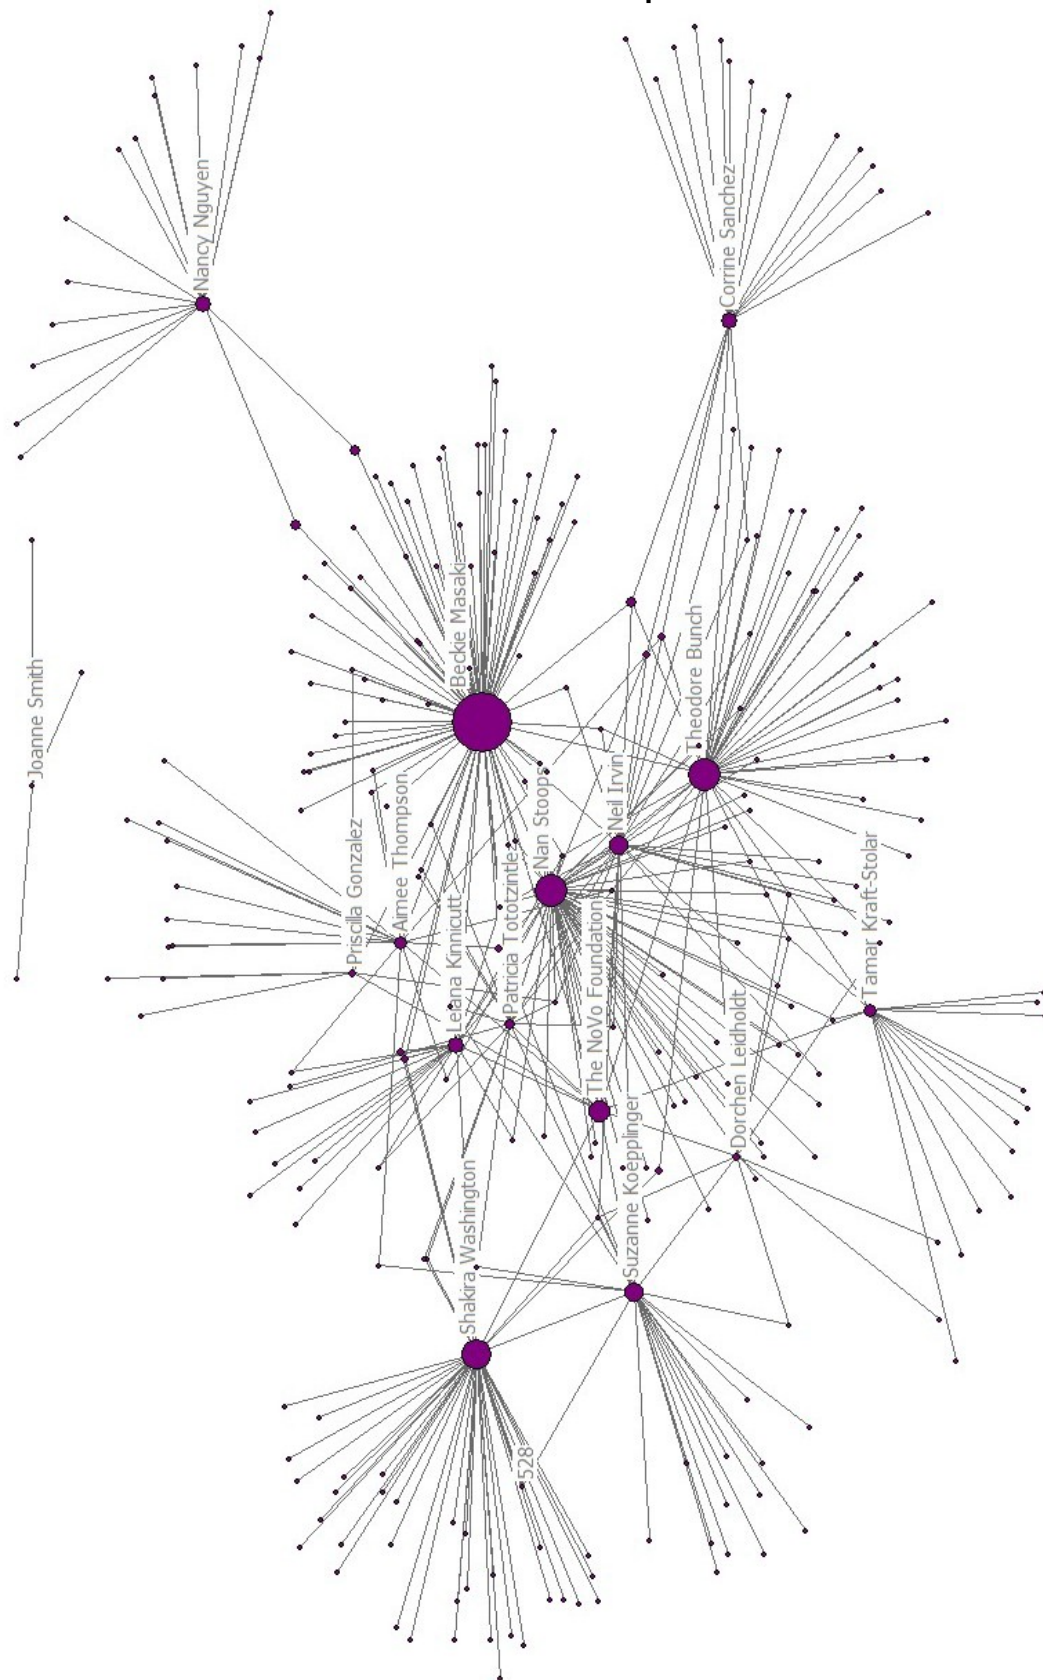 Nancy Nguyen
Corrine Sanchez
Beckie Masaki
Theodore Bunch
Joanne Smith
Nan Stoops
Neil Irvin
Aimee Thompson
Priscilla Gonzalez
Leiana Kinnicutt
Patricia Tototzintle
The NoVo Foundation
Tamar Kraft-Stolar
Dorchen Leidholdt
Suzanne Koepplinger
Shakira Washington
528